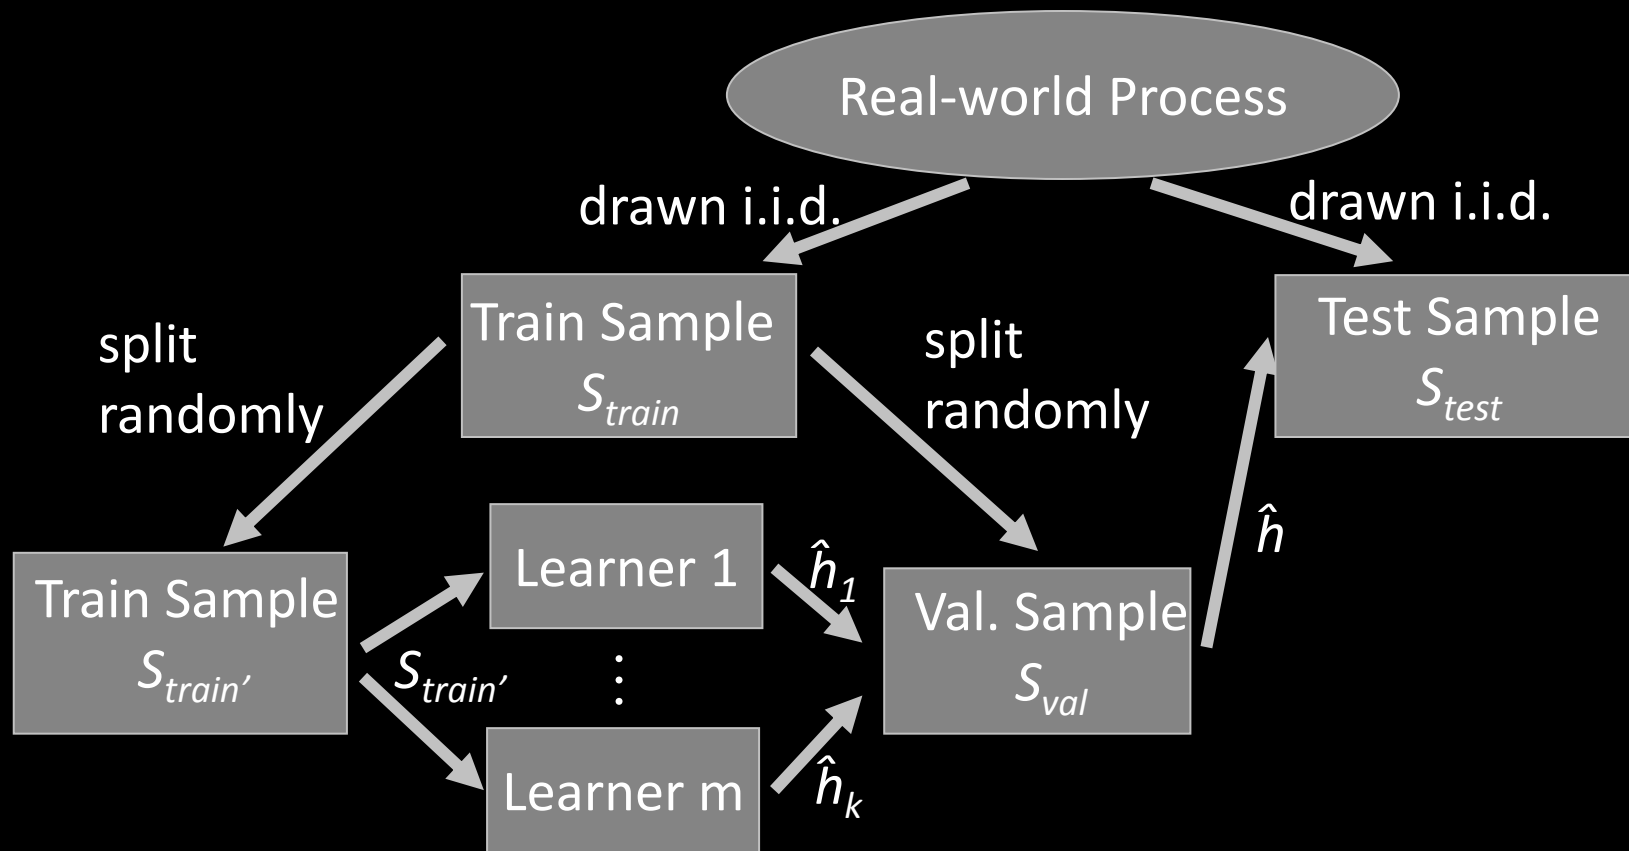 Real-world Process
drawn i.i.d.
drawn i.i.d.
Train Sample
S_train
Test Sample
S_test
split
randomly
split
randomly
Train Sample
S_train’
S_train’
Learner 1
⋮
Learner m
ĥ_1
ĥ_k
Val. Sample
S_val
ĥ